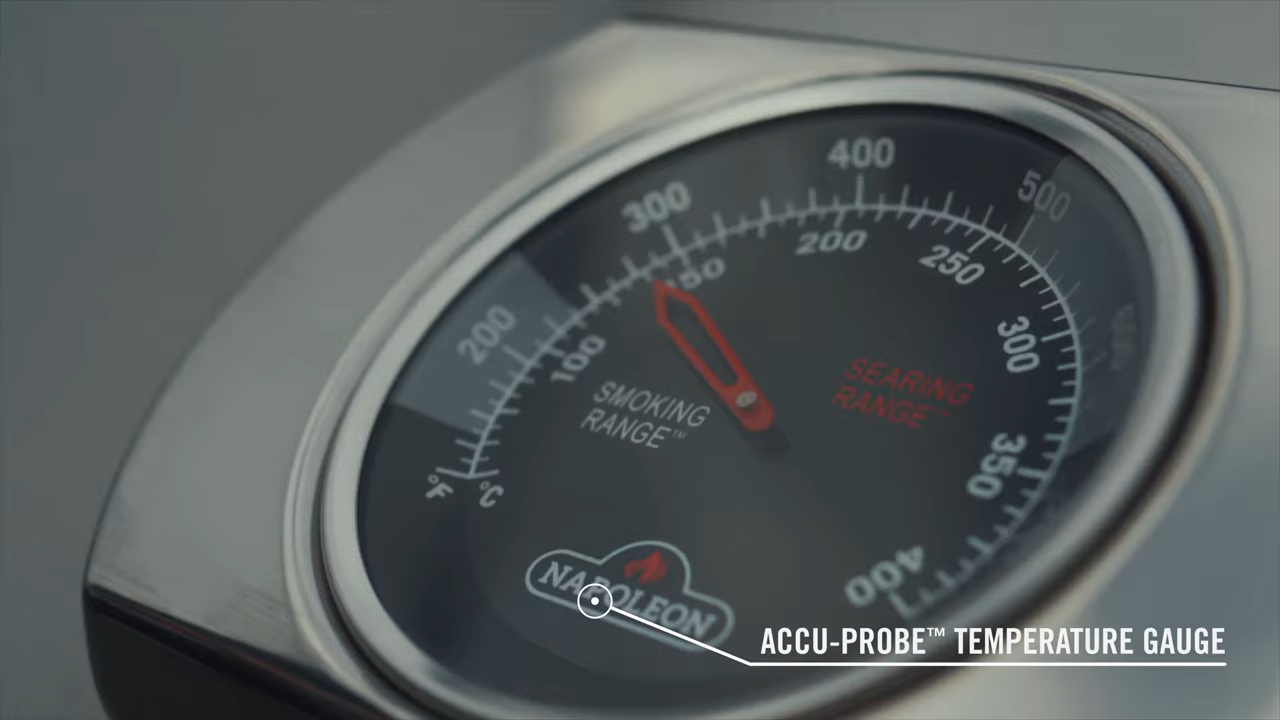 400
500
300
200
250
150
200
300
100
SEARING
RANGE™
SMOKING
RANGE™
350
°F °C
400
NAPOLEON
ACCU-PROBE™ TEMPERATURE GAUGE